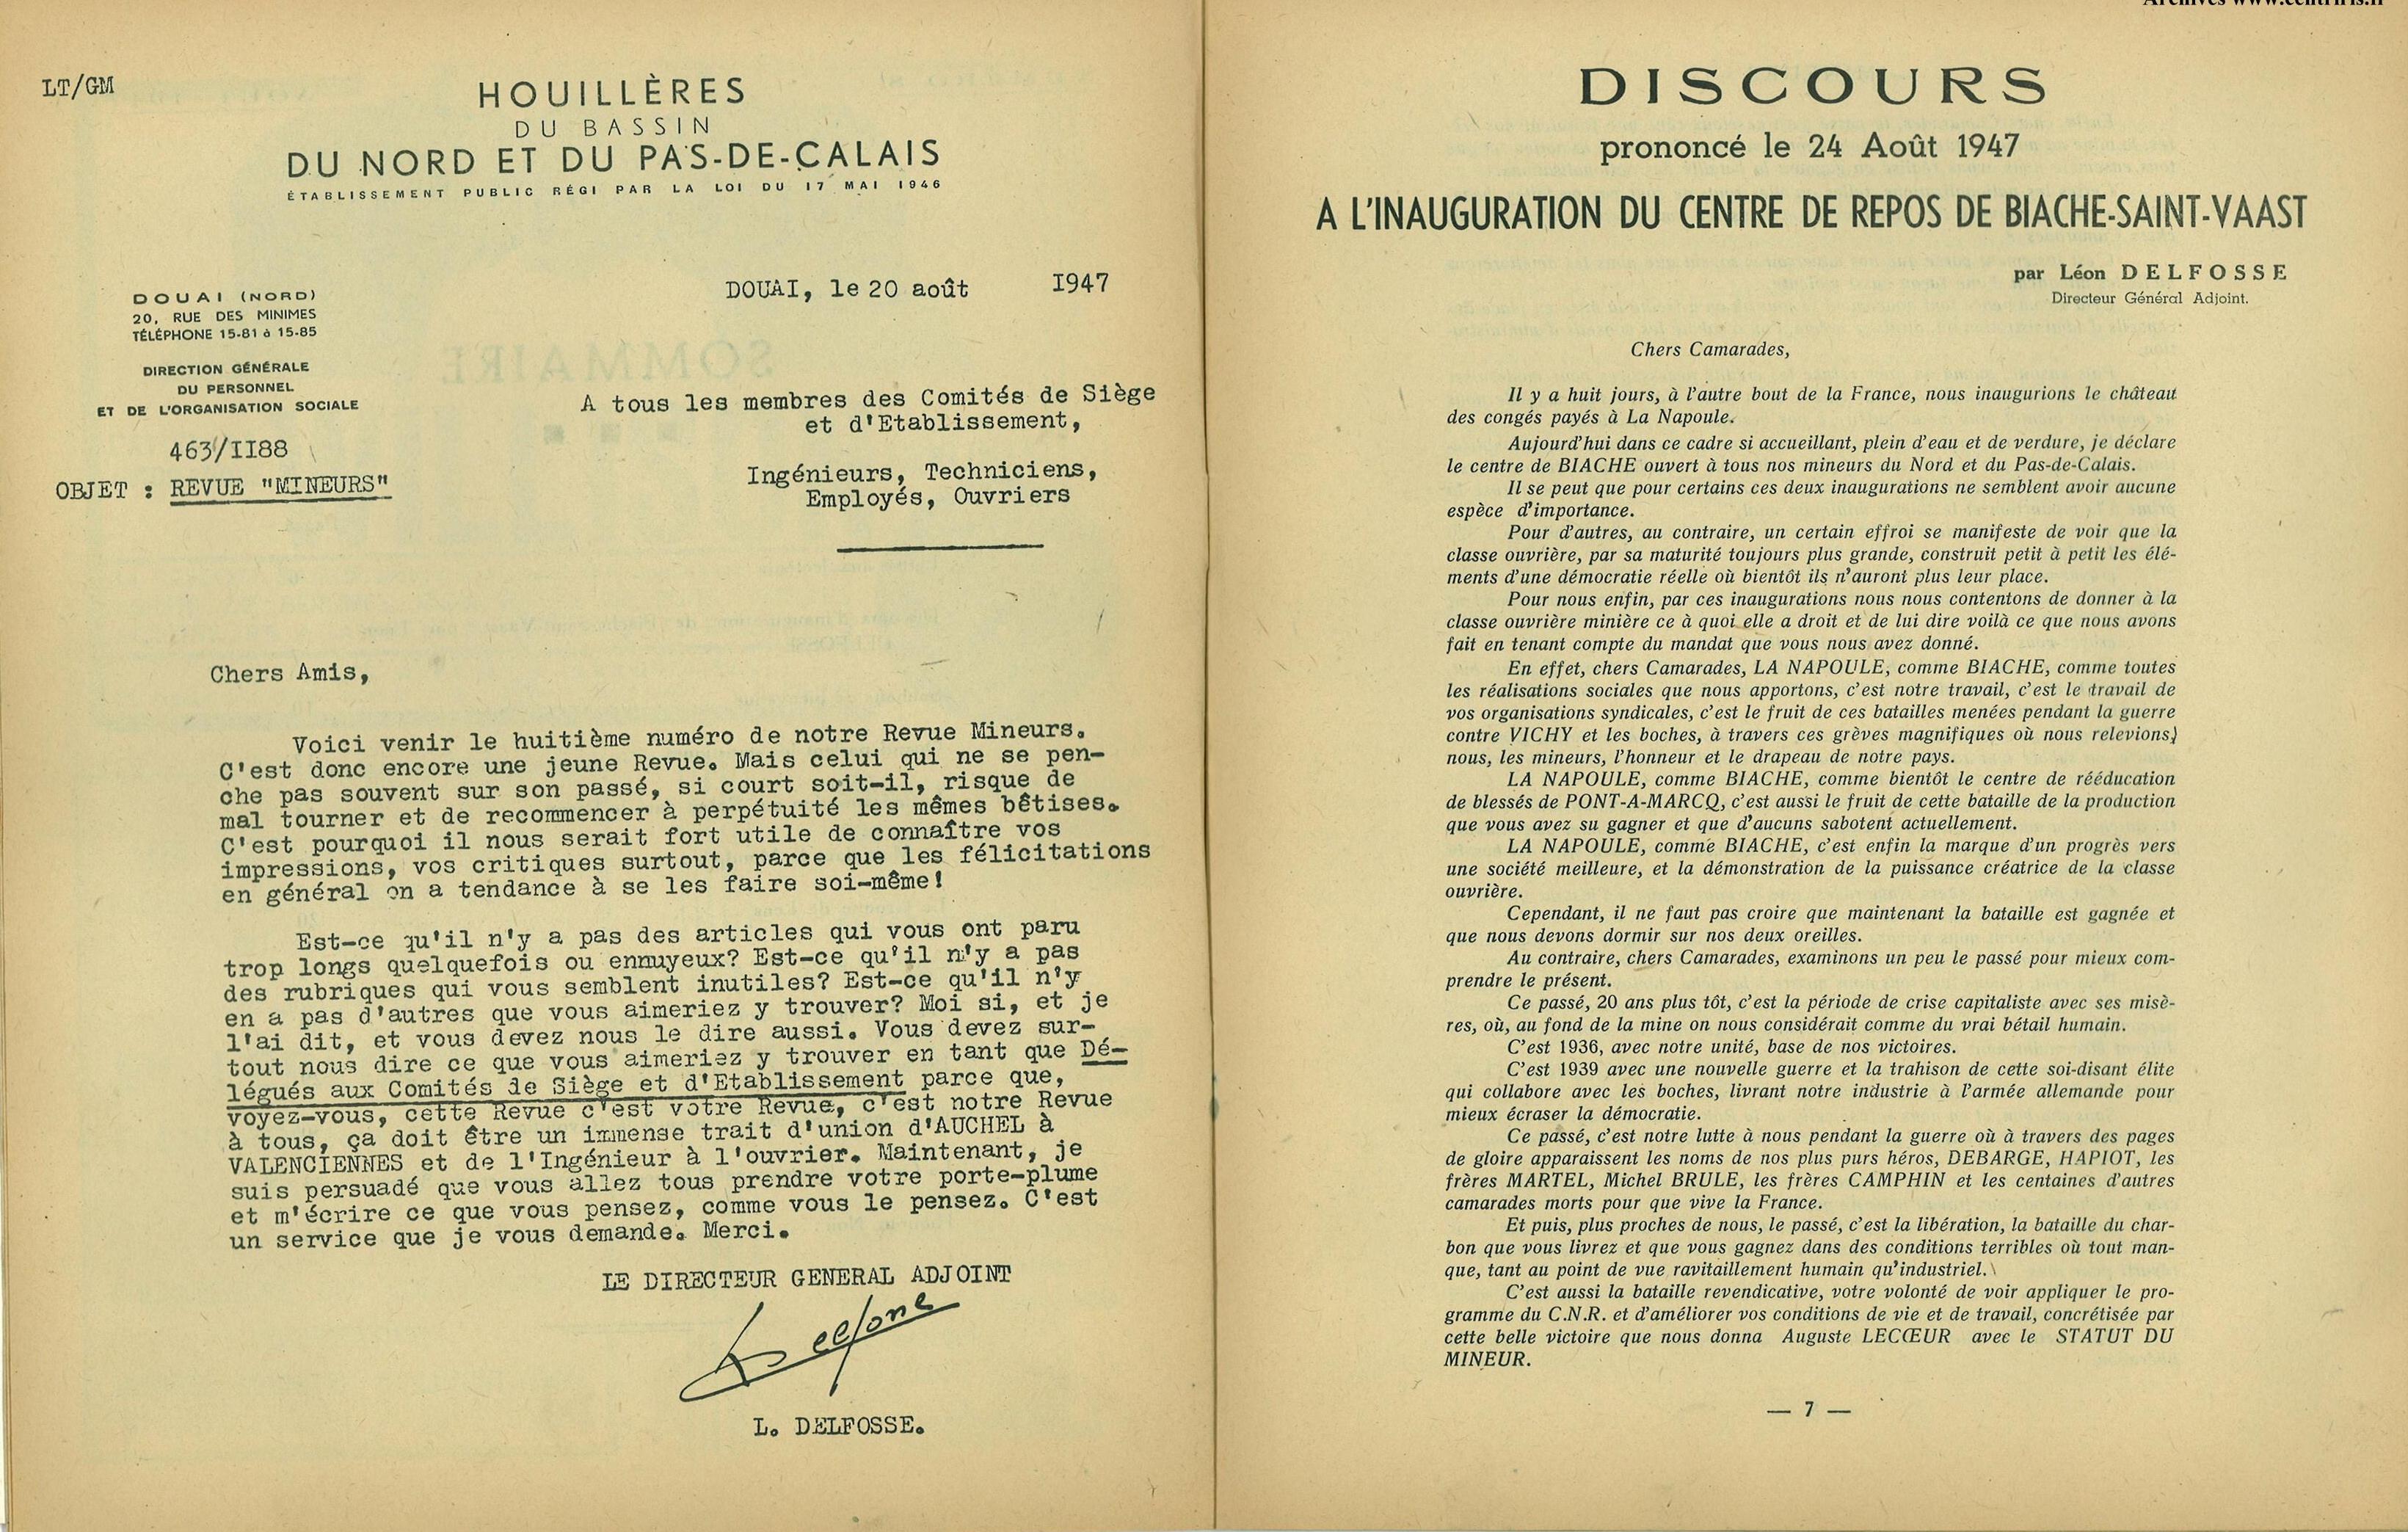 LT/GM
HOUILLÈRES
DU BASSIN
DU NORD ET DU PAS-DE-CALAIS
ÉTABLISSEMENT PUBLIC RÉGI PAR LA LOI DU 17 MAI 1946
DOUAI (NORD)
20, RUE DES MINIMES
TÉLÉPHONE 15-81 à 15-85
DIRECTION GÉNÉRALE
DU PERSONNEL
ET DE L'ORGANISATION SOCIALE
463/II88
OBJET : REVUE "MINEURS"
DOUAI, le 20 août 1947
A tous les membres des Comités de Siège
et d'Etablissement,
Ingénieurs, Techniciens,
Employés, Ouvriers
Chers Amis,
Voici venir le huitième numéro de notre Revue Mineurs.
C'est donc encore une jeune Revue. Mais celui qui ne se pen-
che pas souvent sur son passé, si court soit-il, risque de
mal tourner et de recommencer à perpétuité les mêmes bêtises.
C'est pourquoi il nous serait fort utile de connaître vos
impressions, vos critiques surtout, parce que les félicitations
en général on a tendance à se les faire soi-même!
Est-ce qu'il n'y a pas des articles qui vous ont paru
trop longs quelquefois ou ennuyeux? Est-ce qu'il n'y a pas
des rubriques qui vous semblent inutiles? Est-ce qu'il n'y
en a pas d'autres que vous aimeriez y trouver? Moi si, et je
l'ai dit, et vous devez nous le dire aussi. Vous devez sur-
tout nous dire ce que vous aimeriez y trouver en tant que Dé-
légués aux Comités de Siège et d'Etablissement parce que,
voyez-vous, cette Revue c'est votre Revue, c'est notre Revue
à tous, ça doit être un immense trait d'union d'AUCHEL à
VALENCIENNES et de l'Ingénieur à l'ouvrier. Maintenant, je
suis persuadé que vous allez tous prendre votre porte-plume
et m'écrire ce que vous pensez, comme vous le pensez. C'est
un service que je vous demande. Merci.
LE DIRECTEUR GENERAL ADJOINT
Delfosse
L. DELFOSSE.
Archives www.centriris.fr
DISCOURS
prononcé le 24 Août 1947
A L'INAUGURATION DU CENTRE DE REPOS DE BIACHE-SAINT-VAAST
par Léon DELFOSSE
Directeur Général Adjoint.
Chers Camarades,
Il y a huit jours, à l'autre bout de la France, nous inaugurions le château
des congés payés à La Napoule.
Aujourd'hui dans ce cadre si accueillant, plein d'eau et de verdure, je déclare
le centre de BIACHE ouvert à tous nos mineurs du Nord et du Pas-de-Calais.
Il se peut que pour certains ces deux inaugurations ne semblent avoir aucune
espèce d'importance.
Pour d'autres, au contraire, un certain effroi se manifeste de voir que la
classe ouvrière, par sa maturité toujours plus grande, construit petit à petit les élé-
ments d'une démocratie réelle où bientôt ils n'auront plus leur place.
Pour nous enfin, par ces inaugurations nous nous contentons de donner à la
classe ouvrière minière ce à quoi elle a droit et de lui dire voilà ce que nous avons
fait en tenant compte du mandat que vous nous avez donné.
En effet, chers Camarades, LA NAPOULE, comme BIACHE, comme toutes
les réalisations sociales que nous apportons, c'est notre travail, c'est le travail de
vos organisations syndicales, c'est le fruit de ces batailles menées pendant la guerre
contre VICHY et les boches, à travers ces grèves magnifiques où nous relevions,
nous, les mineurs, l'honneur et le drapeau de notre pays.
LA NAPOULE, comme BIACHE, comme bientôt le centre de rééducation
de blessés de PONT-A-MARCQ, c'est aussi le fruit de cette bataille de la production
que vous avez su gagner et que d'aucuns sabotent actuellement.
LA NAPOULE, comme BIACHE, c'est enfin la marque d'un progrès vers
une société meilleure, et la démonstration de la puissance créatrice de la classe
ouvrière.
Cependant, il ne faut pas croire que maintenant la bataille est gagnée et
que nous devons dormir sur nos deux oreilles.
Au contraire, chers Camarades, examinons un peu le passé pour mieux com-
prendre le présent.
Ce passé, 20 ans plus tôt, c'est la période de crise capitaliste avec ses misè-
res, où, au fond de la mine on nous considérait comme du vrai bétail humain.
C'est 1936, avec notre unité, base de nos victoires.
C'est 1939 avec une nouvelle guerre et la trahison de cette soi-disant élite
qui collabore avec les boches, livrant notre industrie à l'armée allemande pour
mieux écraser la démocratie.
Ce passé, c'est notre lutte à nous pendant la guerre où à travers des pages
de gloire apparaissent les noms de nos plus purs héros, DEBARGE, HAPIOT, les
frères MARTEL, Michel BRULE, les frères CAMPHIN et les centaines d'autres
camarades morts pour que vive la France.
Et puis, plus proches de nous, le passé, c'est la libération, la bataille du char-
bon que vous livrez et que vous gagnez dans des conditions terribles où tout man-
que, tant au point de vue ravitaillement humain qu'industriel.
C'est aussi la bataille revendicative, votre volonté de voir appliquer le pro-
gramme du C.N.R. et d'améliorer vos conditions de vie et de travail, concrétisée par
cette belle victoire que nous donna Auguste LECŒUR avec le STATUT DU
MINEUR.
— 7 —